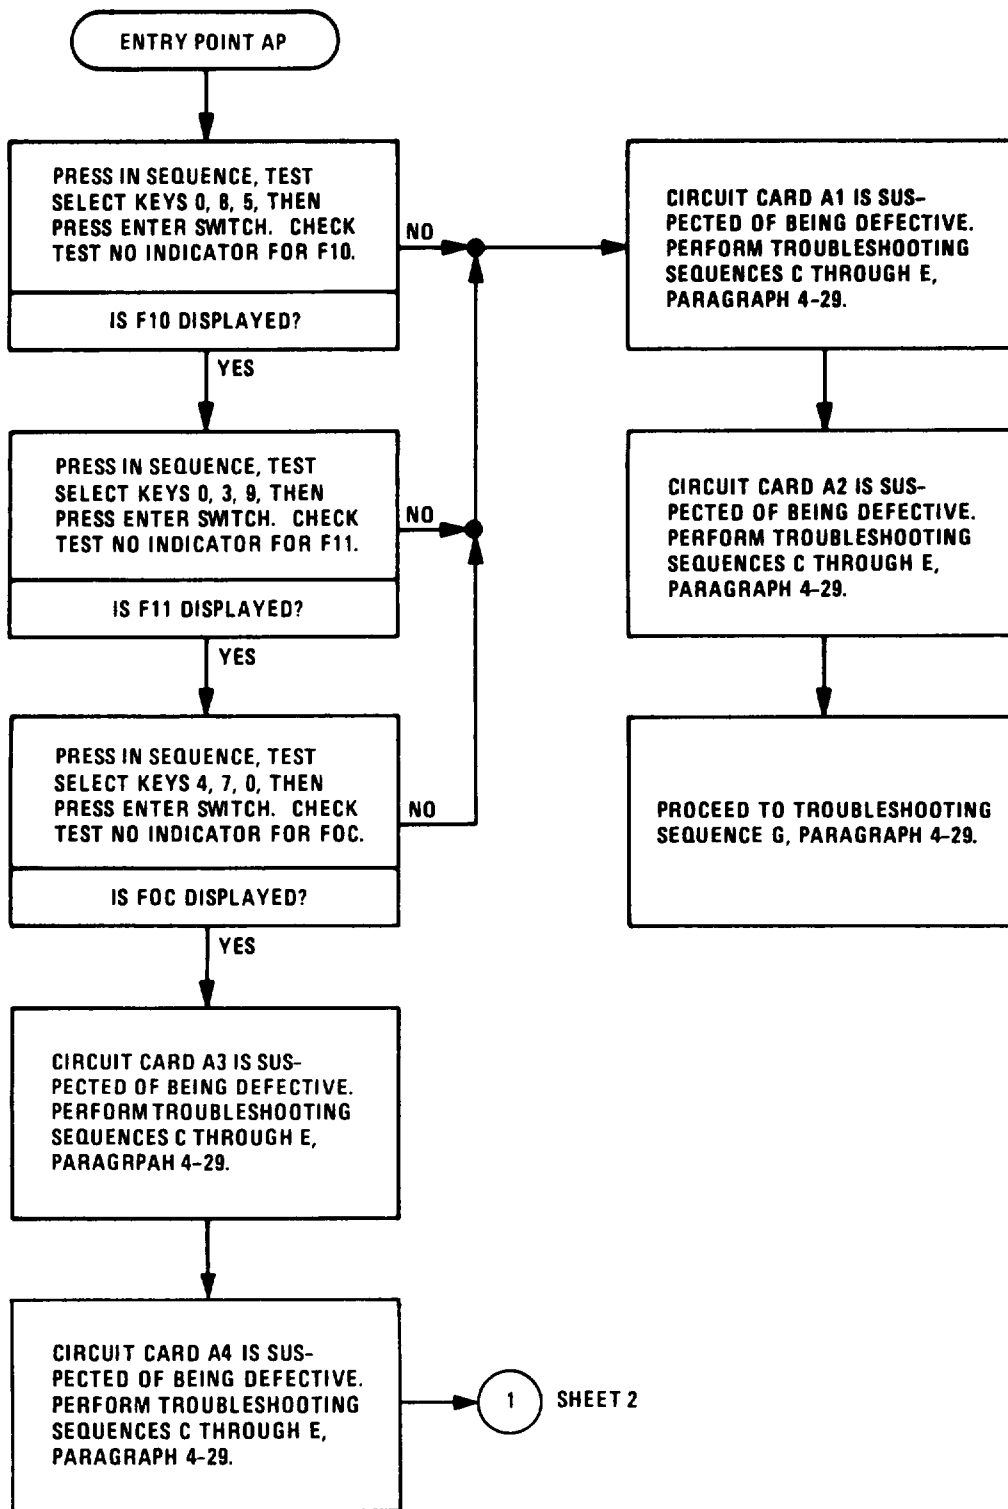 ENTRY POINT AP
PRESS IN SEQUENCE, TEST
SELECT KEYS 0, 8, 5, THEN
PRESS ENTER SWITCH. CHECK
TEST NO INDICATOR FOR F10.
IS F10 DISPLAYED?
NO
YES
PRESS IN SEQUENCE, TEST
SELECT KEYS 0, 3, 9, THEN
PRESS ENTER SWITCH. CHECK
TEST NO INDICATOR FOR F11.
IS F11 DISPLAYED?
NO
YES
PRESS IN SEQUENCE, TEST
SELECT KEYS 4, 7, 0, THEN
PRESS ENTER SWITCH. CHECK
TEST NO INDICATOR FOR FOC.
IS FOC DISPLAYED?
NO
YES
CIRCUIT CARD A3 IS SUS-
PECTED OF BEING DEFECTIVE.
PERFORM TROUBLESHOOTING
SEQUENCES C THROUGH E,
PARAGRPAH 4-29.
CIRCUIT CARD A4 IS SUS-
PECTED OF BEING DEFECTIVE.
PERFORM TROUBLESHOOTING
SEQUENCES C THROUGH E,
PARAGRAPH 4-29.
1 SHEET 2
CIRCUIT CARD A1 IS SUS-
PECTED OF BEING DEFECTIVE.
PERFORM TROUBLESHOOTING
SEQUENCES C THROUGH E,
PARAGRAPH 4-29.
CIRCUIT CARD A2 IS SUS-
PECTED OF BEING DEFECTIVE.
PERFORM TROUBLESHOOTING
SEQUENCES C THROUGH E,
PARAGRAPH 4-29.
PROCEED TO TROUBLESHOOTING
SEQUENCE G, PARAGRAPH 4-29.